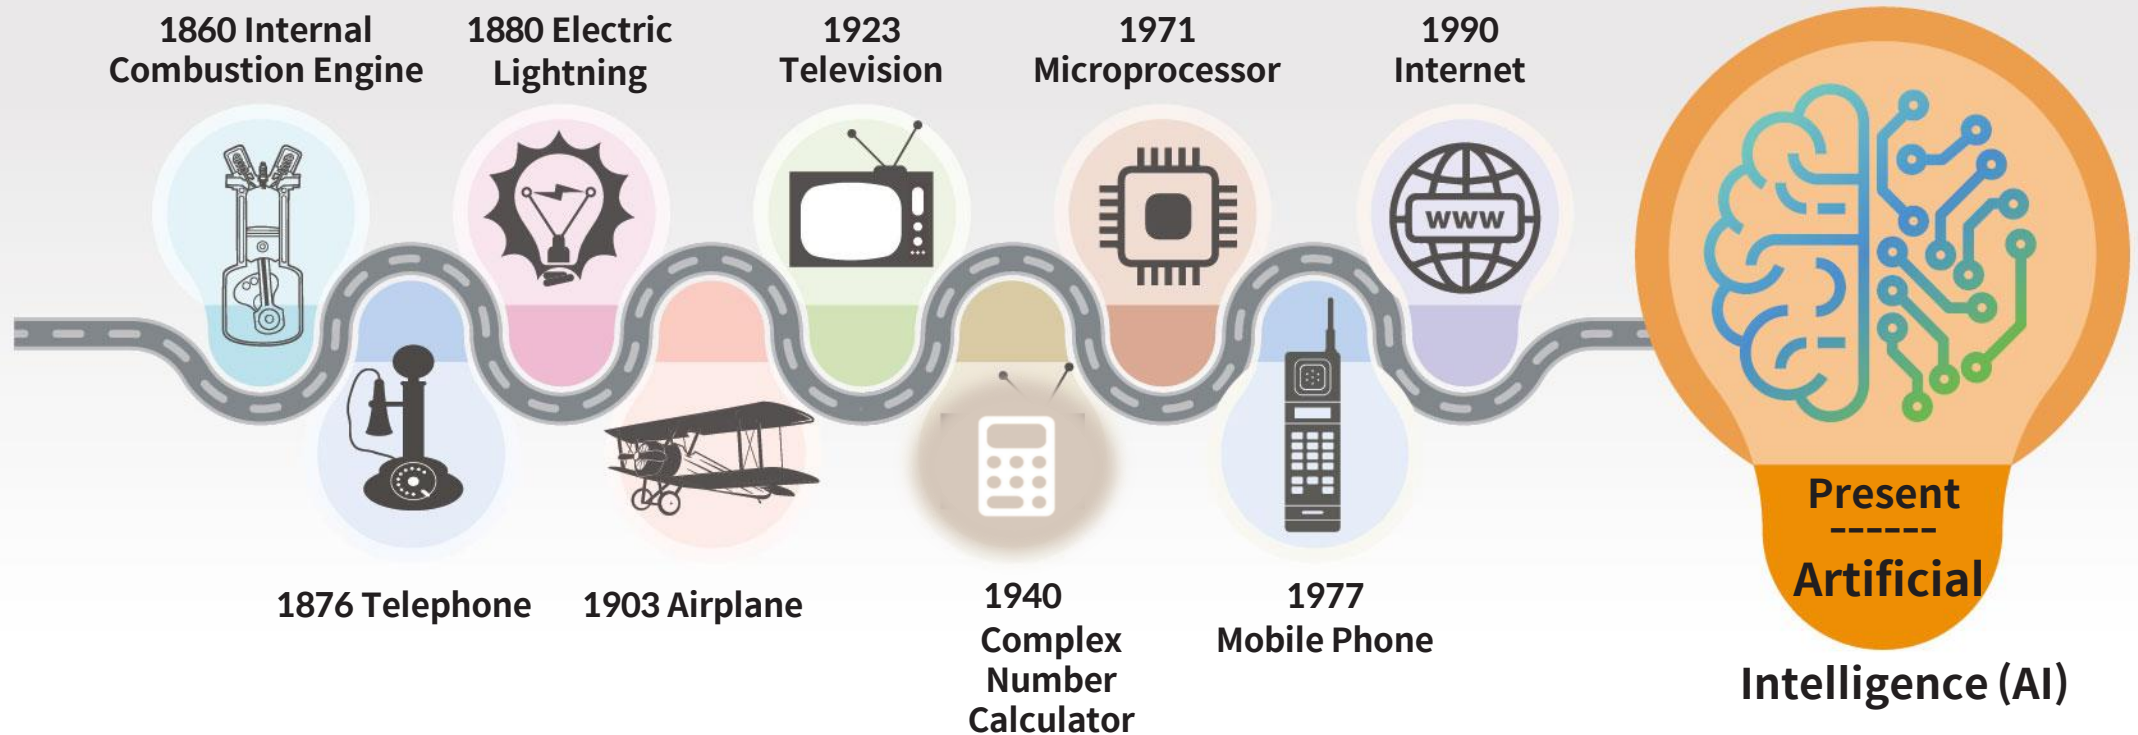 1860 Internal
Combustion Engine
1880 Electric
Lightning
1923
Television
1971
Microprocessor
1990
Internet
www
1876 Telephone
1903 Airplane
1940
Complex
Number
Calculator
1977
Mobile Phone
Present
------
Artificial
Intelligence (AI)